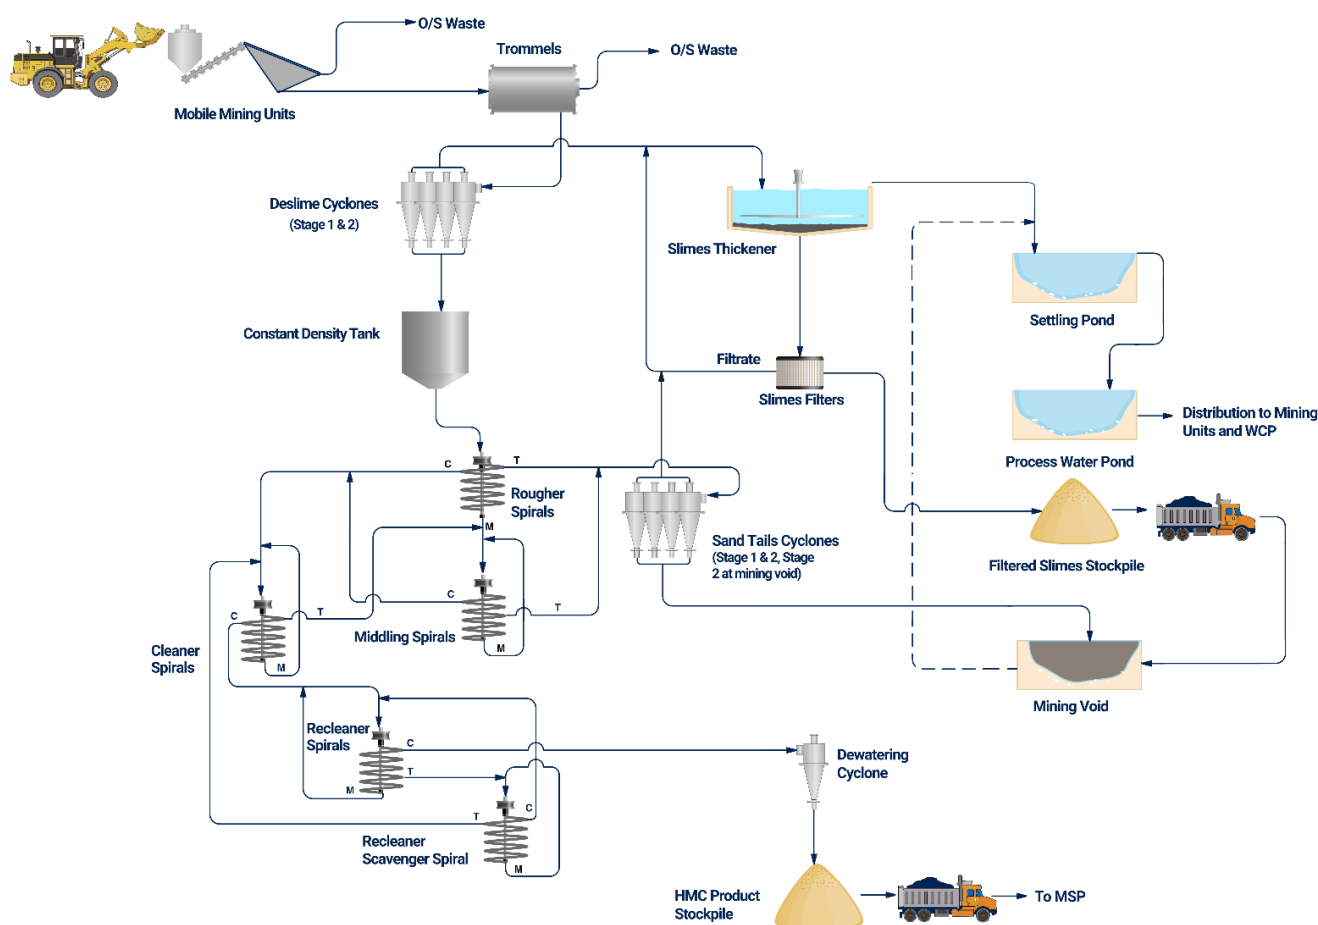 O/S Waste
Trommels
O/S Waste
Mobile Mining Units
Deslime Cyclones
(Stage 1 & 2)
Slimes Thickener
Settling Pond
Constant Density Tank
Filtrate
Slimes Filters
Distribution to Mining
Units and WCP
Process Water Pond
C
T
Rougher
Spirals
M
Sand Tails Cyclones
(Stage 1 & 2, Stage
2 at mining void)
Filtered Slimes Stockpile
C
T
Middling Spirals
M
C
T
Cleaner
Spirals
M
Mining Void
Recleaner
Spirals
C
T
M
Dewatering
Cyclone
T
C
Recleaner
Scavenger Spiral
M
HMC Product
Stockpile
To MSP